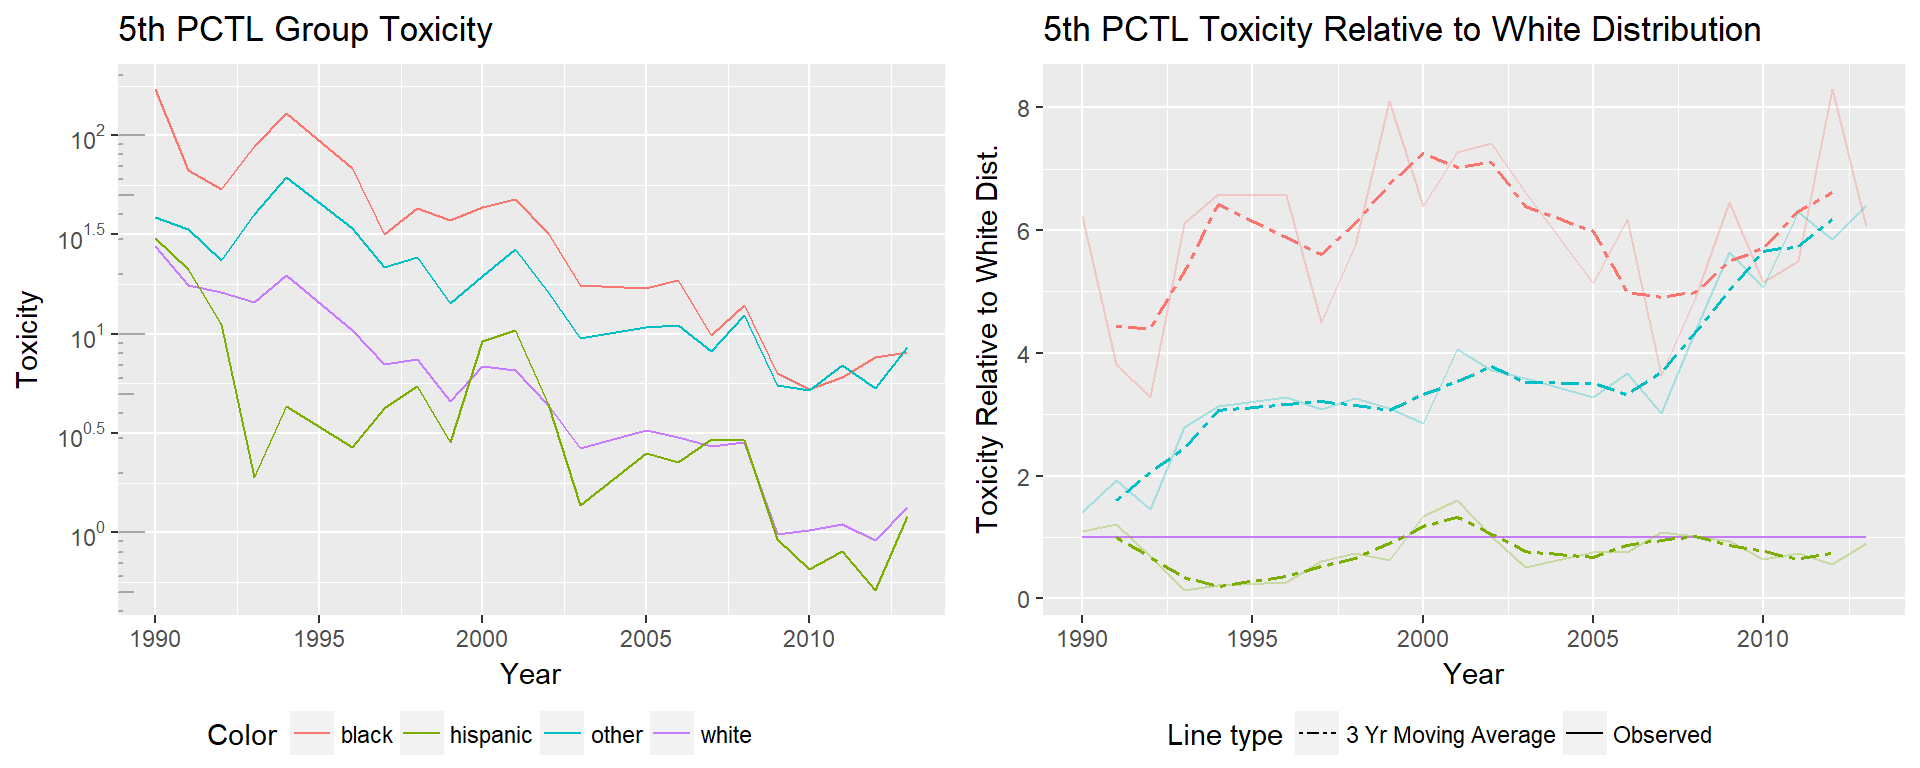 5th PCTL Group Toxicity
Toxicity
10^2
10^1.5
10^1
10^0.5
10^0
1990 1995 2000 2005 2010
Year
Color black hispanic other white
5th PCTL Toxicity Relative to White Distribution
Toxicity Relative to White Dist.
8
6
4
2
0
1990 1995 2000 2005 2010
Year
Line type 3 Yr Moving Average Observed